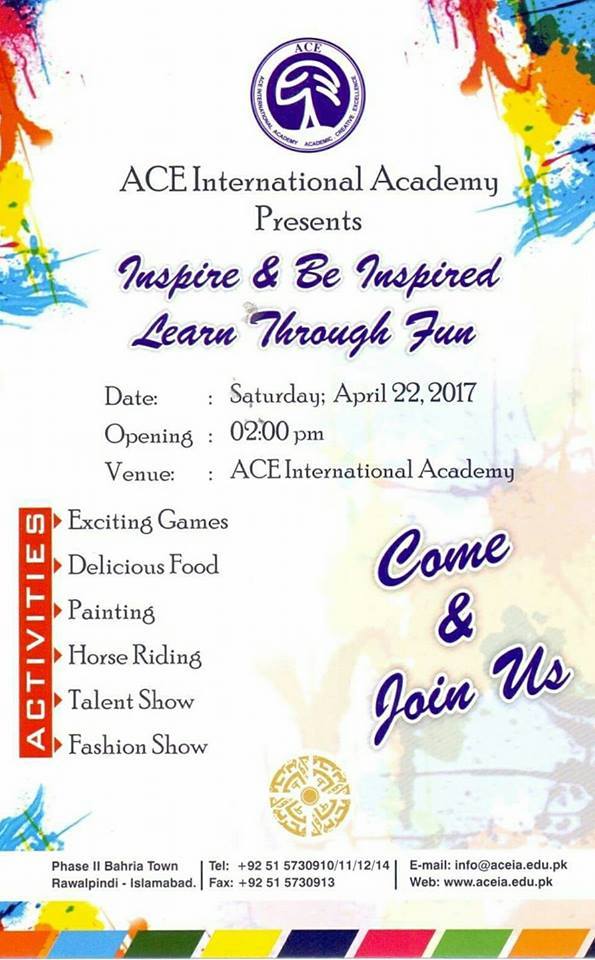 ACE
ACE INTERNATIONAL ACADEMY ACADEMIC CREATIVE EXCELLENCE
ACE International Academy
Presents
Inspire & Be Inspired
Learn Through Fun
Date: : Saturday; April 22, 2017
Opening : 02:00 pm
Venue: : ACE International Academy
ACTIVITIES
Exciting Games
Delicious Food
Painting
Horse Riding
Talent Show
Fashion Show
Come
&
Join Us
Phase II Bahria Town
Rawalpindi - Islamabad.
Tel: +92 51 5730910/11/12/14
Fax: +92 51 5730913
E-mail: info@aceia.edu.pk
Web: www.aceia.edu.pk